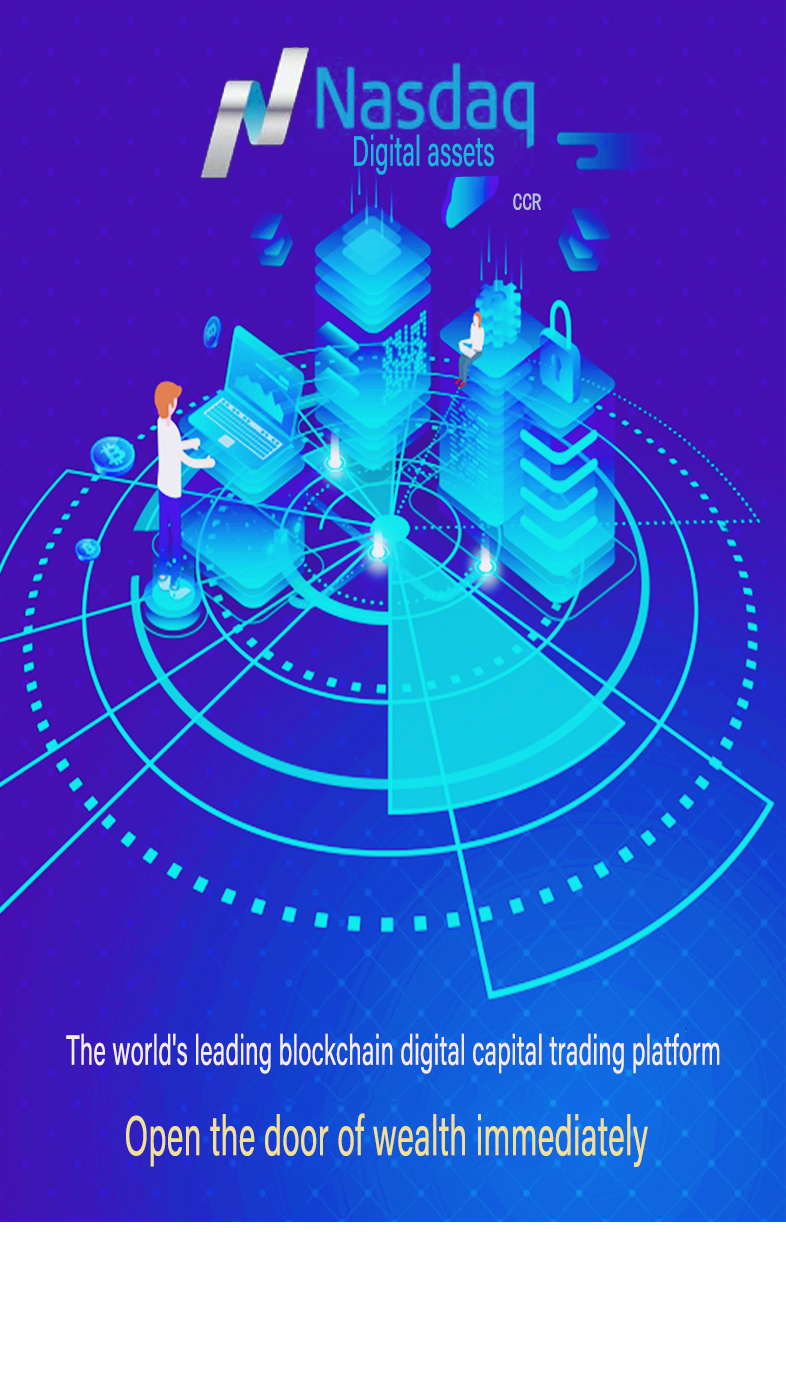 Nasdaq
Digital assets
CCR
The world's leading blockchain digital capital trading platform
Open the door of wealth immediately